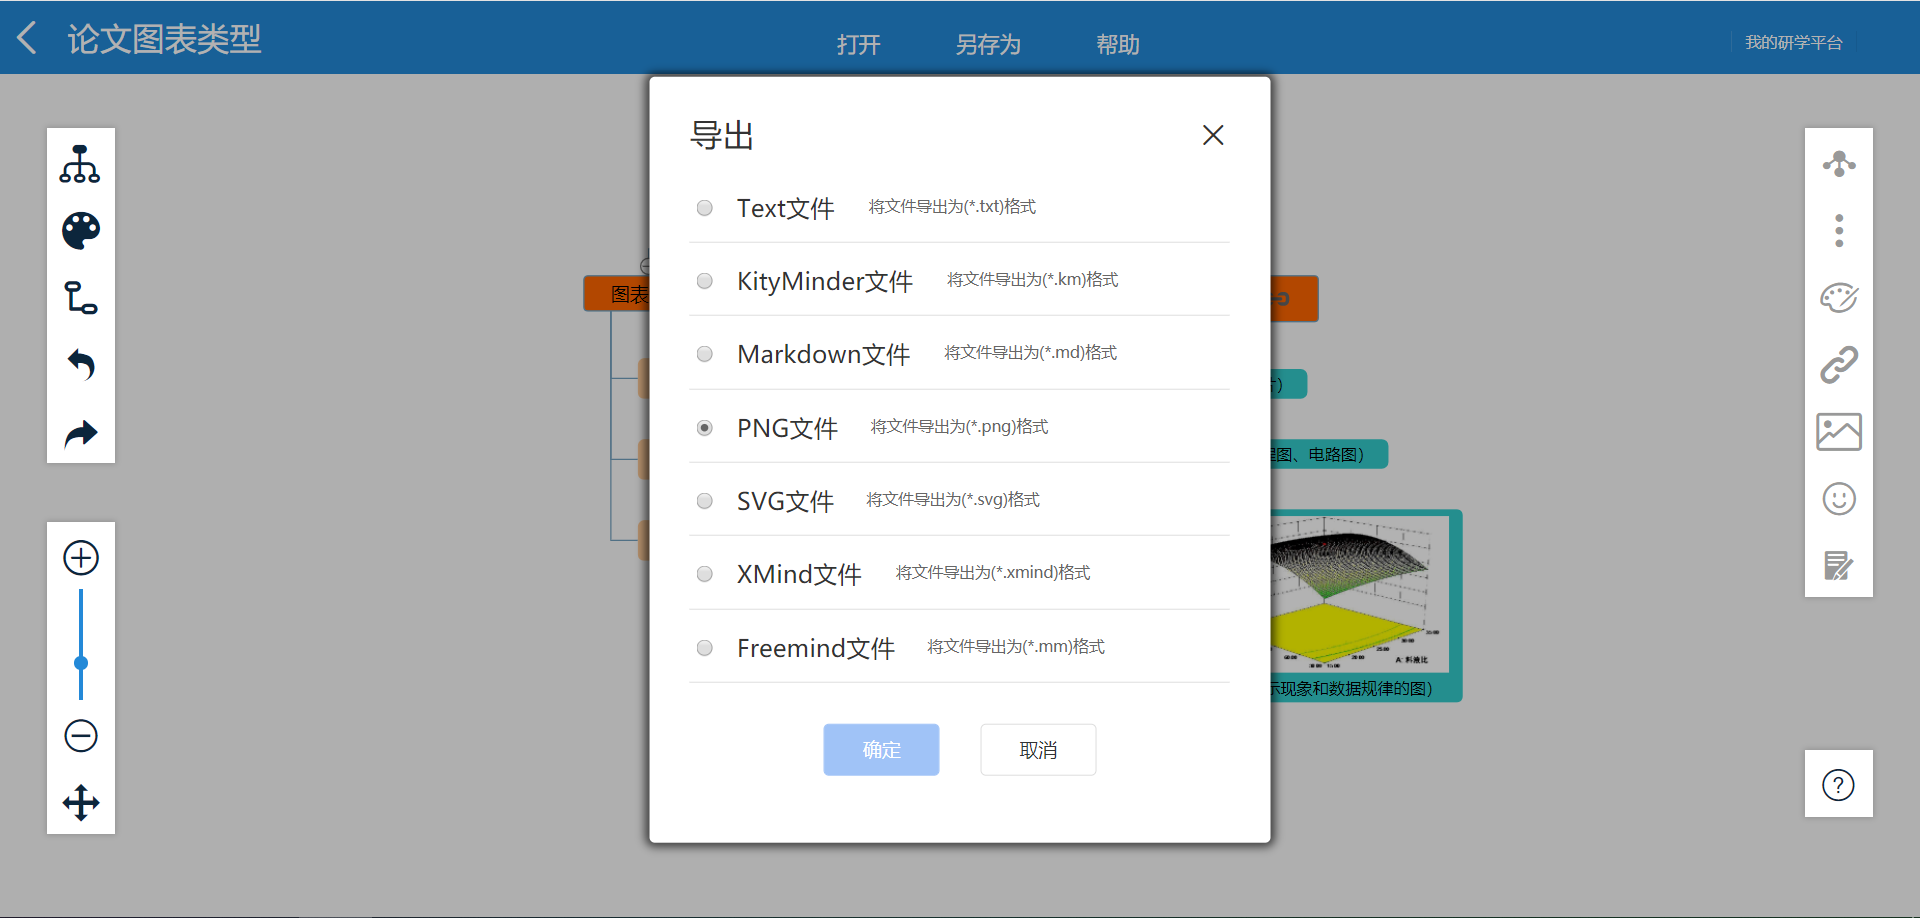 论文图表类型
打开
另存为
帮助
我的研学平台
导出
Text文件 将文件导出为(*.txt)格式
KityMinder文件 将文件导出为(*.km)格式
Markdown文件 将文件导出为(*.md)格式
PNG文件 将文件导出为(*.png)格式
SVG文件 将文件导出为(*.svg)格式
XMind文件 将文件导出为(*.xmind)格式
Freemind文件 将文件导出为(*.mm)格式
确定
取消
图表
图、电路图）
A: 料液比
示现象和数据规律的图）